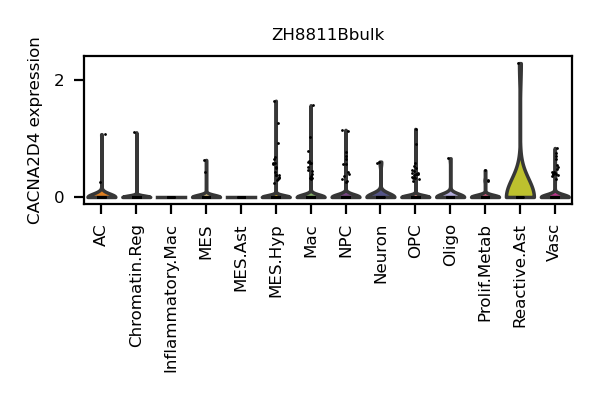 ZH8811Bbulk
CACNA2D4 expression
2
0
AC
Chromatin.Reg
Inflammatory.Mac
MES
MES.Ast
MES.Hyp
Mac
NPC
Neuron
OPC
Oligo
Prolif.Metab
Reactive.Ast
Vasc